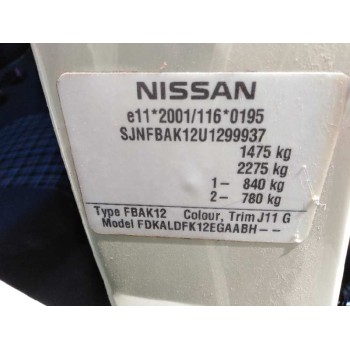 NISSAN
e11*2001/116*0195
SJNFBAK12U1299937
1475 kg
2275 kg
1- 840 kg
2- 780 kg
Type FBAK12 Colour, Trim J11 G
Model FDKALDFK12EGAABH--